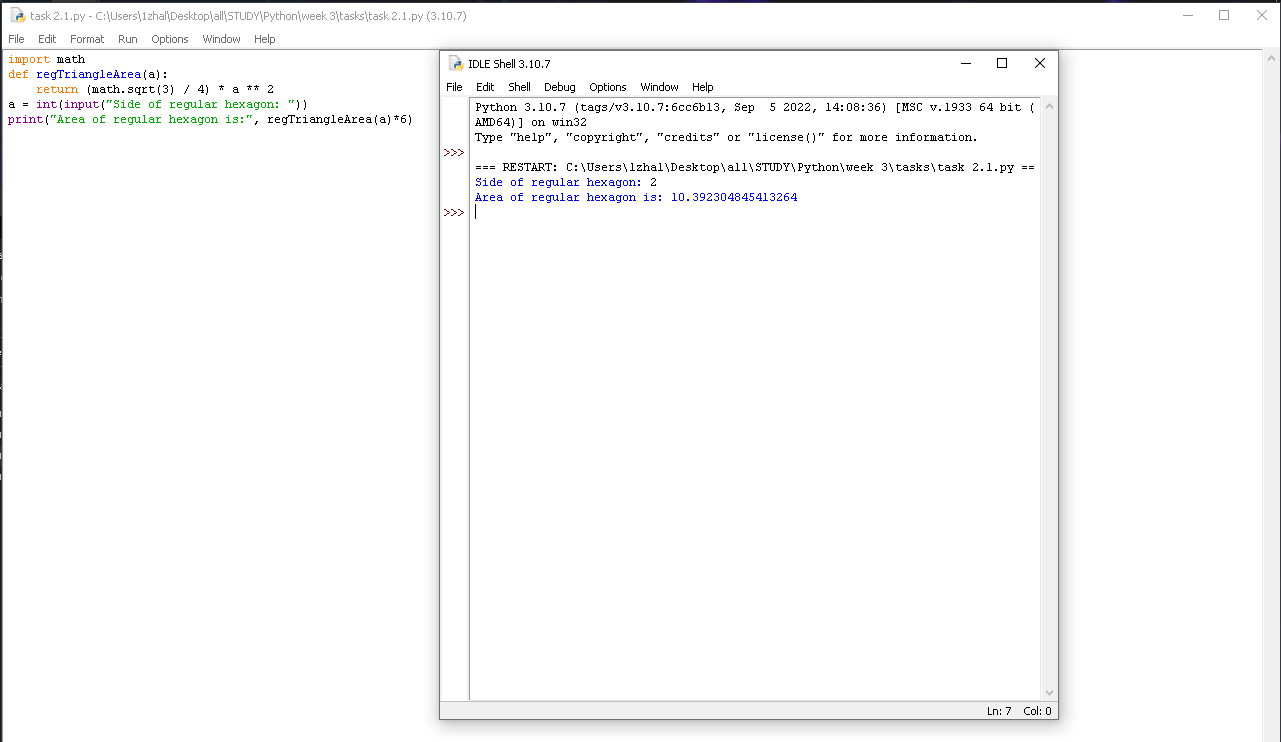 task 2.1.py - C:\Users\1zhal\Desktop\all\STUDY\Python\week 3\tasks\task 2.1.py (3.10.7)
File Edit Format Run Options Window Help
import math
def regTriangleArea(a):
    return (math.sqrt(3) / 4) * a ** 2
a = int(input("Side of regular hexagon: "))
print("Area of regular hexagon is:", regTriangleArea(a)*6)
IDLE Shell 3.10.7
File Edit Shell Debug Options Window Help
Python 3.10.7 (tags/v3.10.7:6cc6b13, Sep  5 2022, 14:08:36) [MSC v.1933 64 bit (
AMD64)] on win32
Type "help", "copyright", "credits" or "license()" for more information.
>>>
=== RESTART: C:\Users\1zhal\Desktop\all\STUDY\Python\week 3\tasks\task 2.1.py ==
Side of regular hexagon: 2
Area of regular hexagon is: 10.392304845413264
>>>
Ln: 7 Col: 0